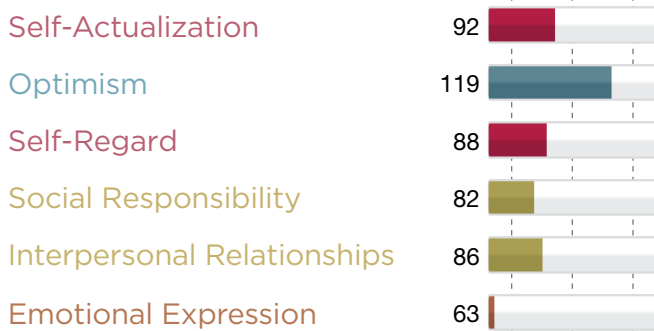 Self-Actualization 92
Optimism 119
Self-Regard 88
Social Responsibility 82
Interpersonal Relationships 86
Emotional Expression 63